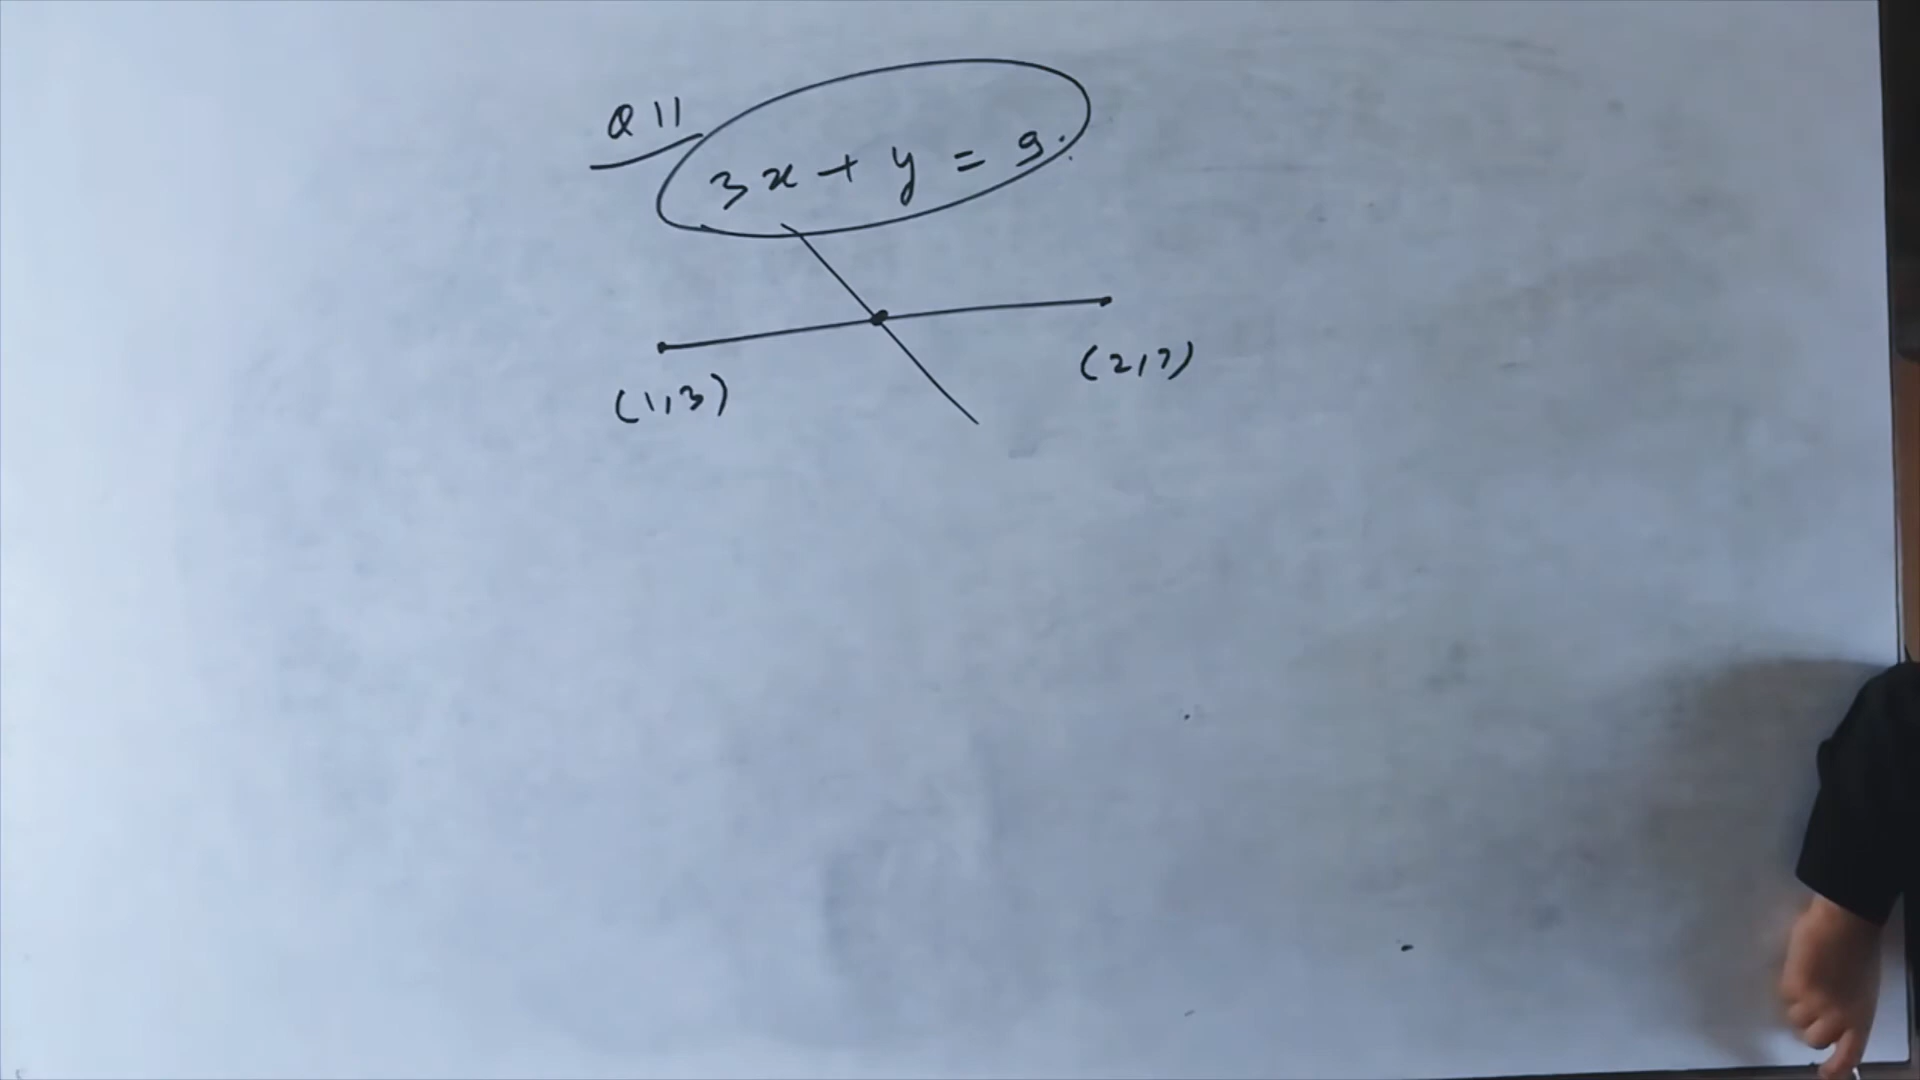 Q 11
3x + y = 9.
(1,3)
(2,7)